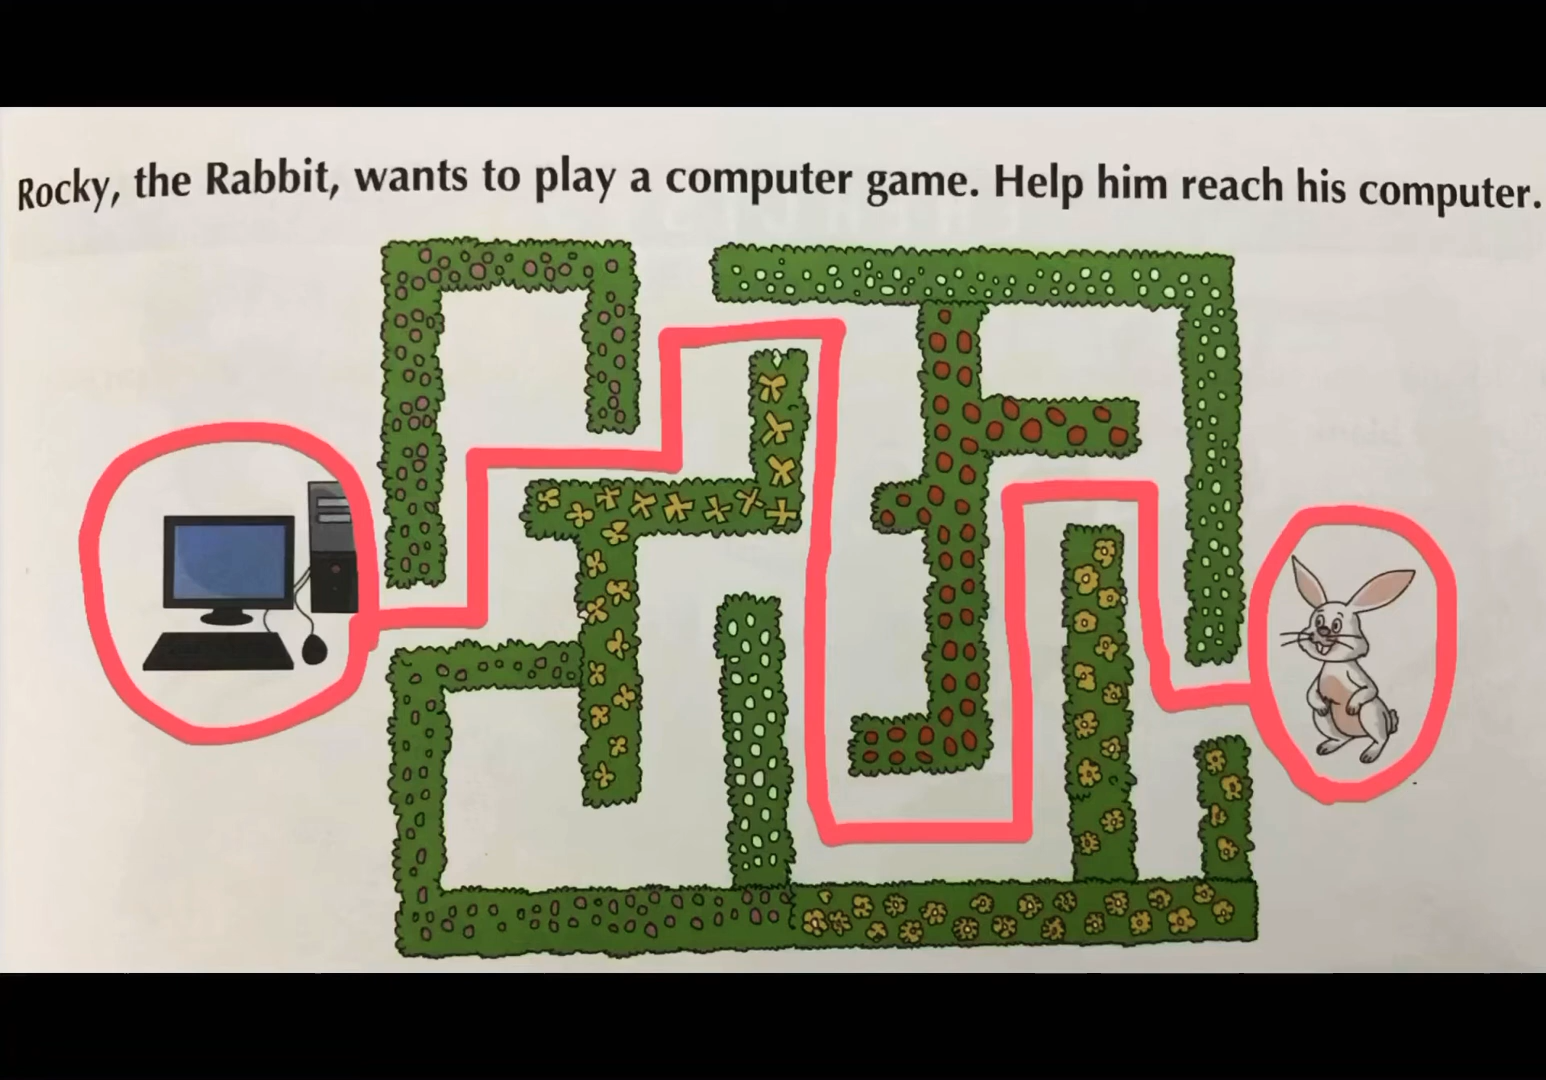 Rocky, the Rabbit, wants to play a computer game. Help him reach his computer.